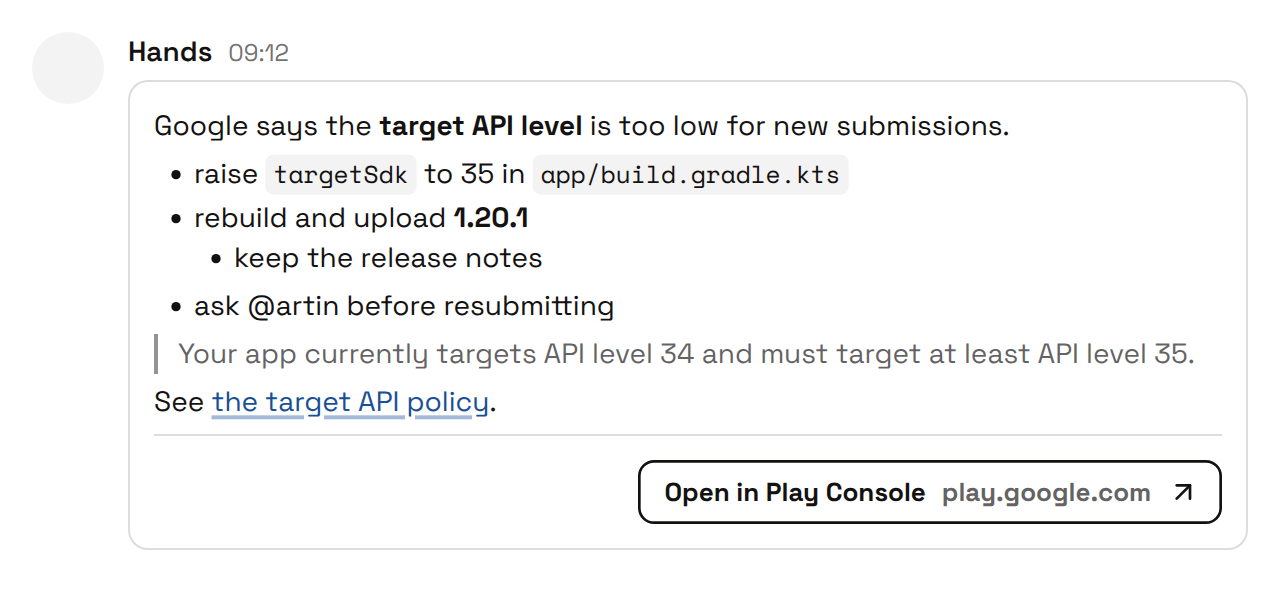 Hands 09:12
Google says the target API level is too low for new submissions.
• raise targetSdk to 35 in app/build.gradle.kts
• rebuild and upload 1.20.1
• keep the release notes
• ask @artin before resubmitting
Your app currently targets API level 34 and must target at least API level 35.
See the target API policy.
Open in Play Console play.google.com